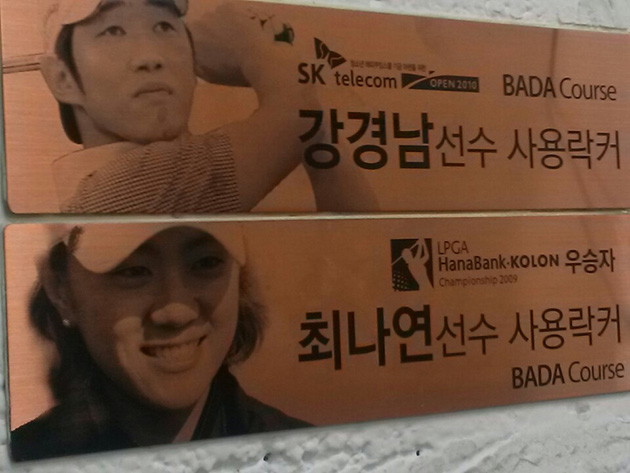 SK telecom OPEN 2010 BADA Course
강경남선수 사용락커
LPGA
HanaBank·KOLON 우승자
Championship 2009
최나연선수 사용락커
BADA Course